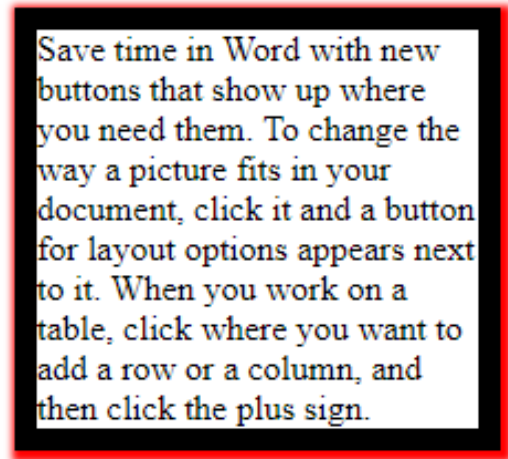 Save time in Word with new
buttons that show up where
you need them. To change the
way a picture fits in your
document, click it and a button
for layout options appears next
to it. When you work on a
table, click where you want to
add a row or a column, and
then click the plus sign.